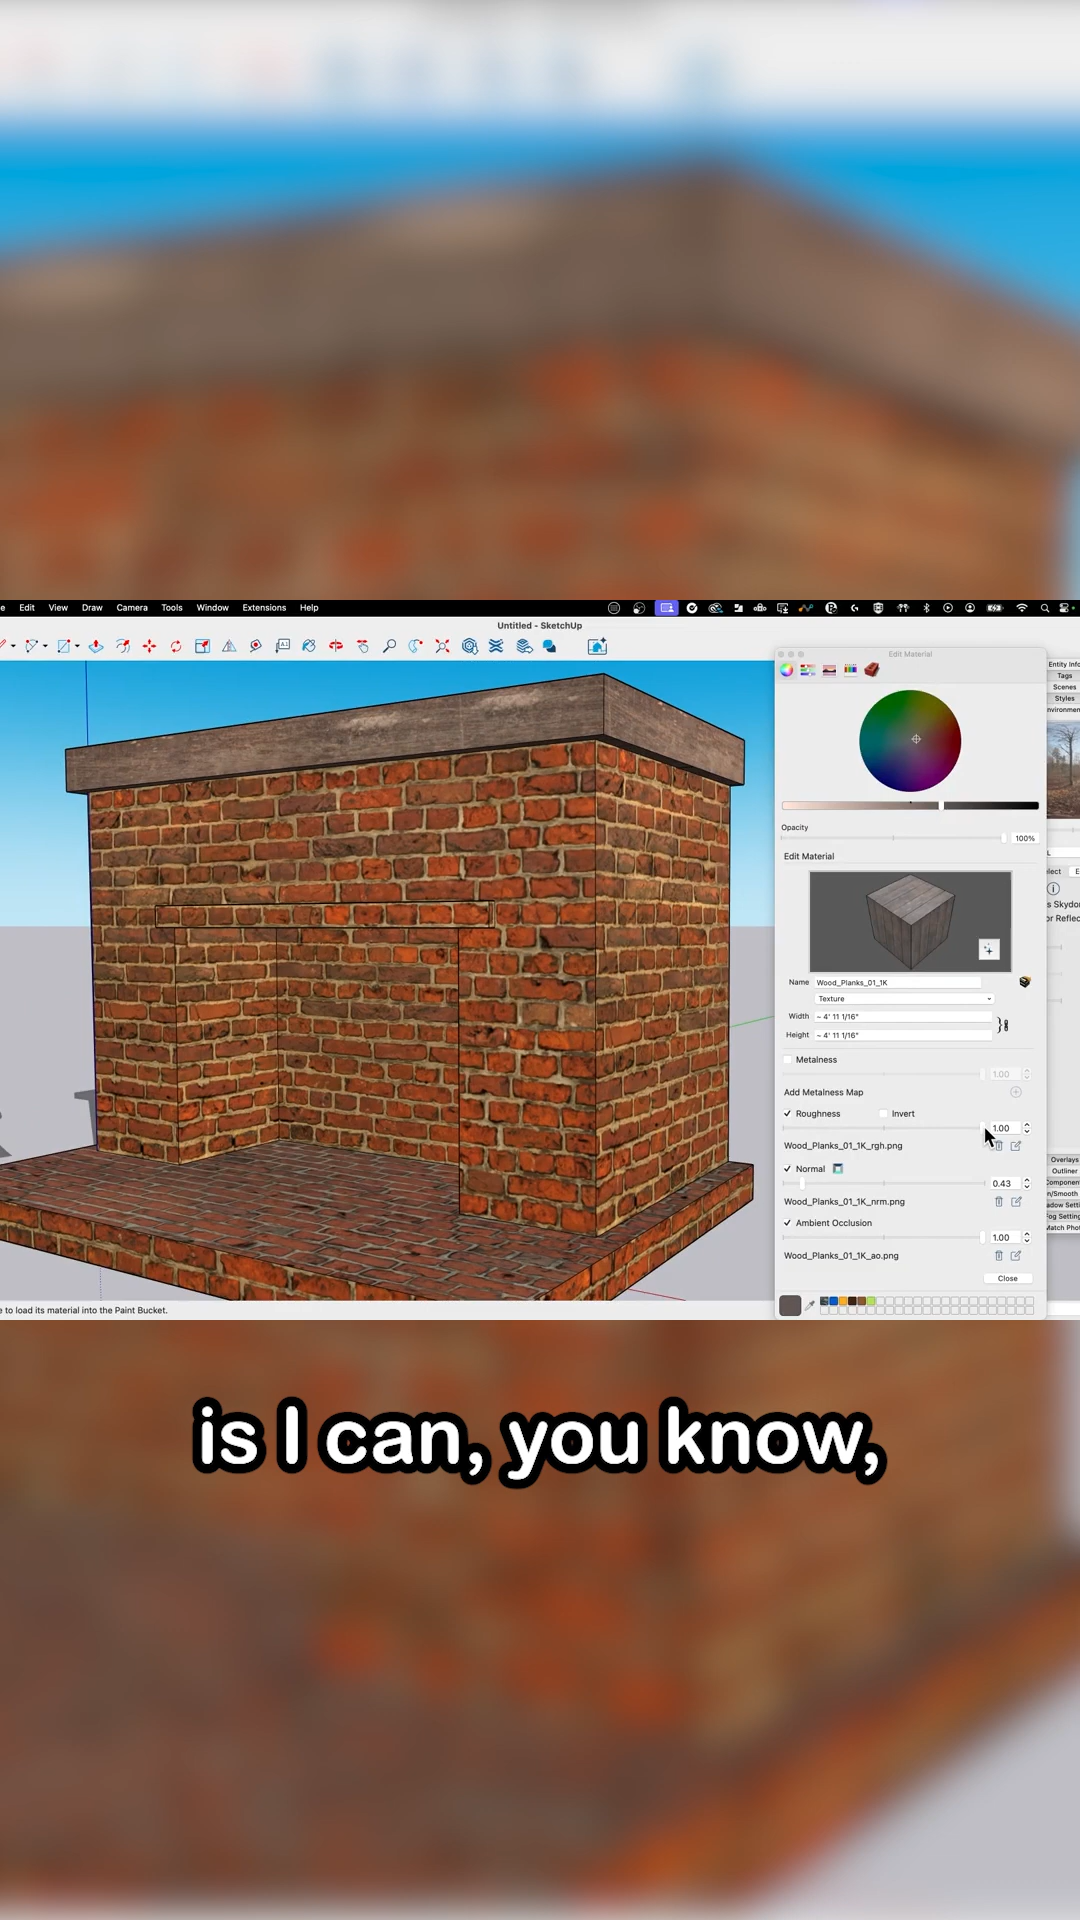 Edit View Draw Camera Tools Window Extensions Help
Untitled - SketchUp
Edit Material
Entity Info
Tags
Scenes
Styles
Opacity
100%
Edit Material
Name Wood_Planks_01_1K
Texture
Width ~ 4' 11 1/16"
Height ~ 4' 11 1/16"
Metalness
1.00
Add Metalness Map
Roughness Invert
1.00
Wood_Planks_01_1K_rgh.png
Normal
0.43
Wood_Planks_01_1K_nrm.png
Ambient Occlusion
1.00
Wood_Planks_01_1K_ao.png
Close
Overlays
Outliner
e to load its material into the Paint Bucket.
is I can, you know,